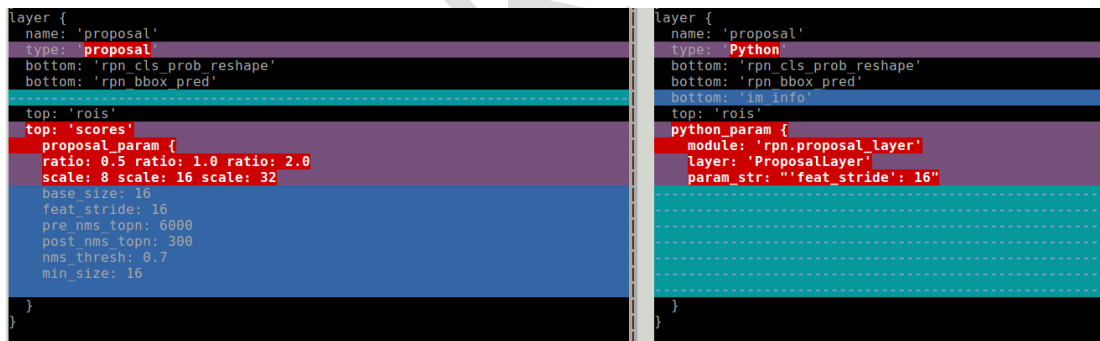 layer {
name: 'proposal'
type: 'proposal'
bottom: 'rpn_cls_prob_reshape'
bottom: 'rpn_bbox_pred'
top: 'rois'
top: 'scores'
proposal_param {
ratio: 0.5 ratio: 1.0 ratio: 2.0
scale: 8 scale: 16 scale: 32
base_size: 16
feat_stride: 16
pre_nms_topn: 6000
post_nms_topn: 300
nms_thresh: 0.7
min_size: 16
}
}
layer {
name: 'proposal'
type: 'Python'
bottom: 'rpn_cls_prob_reshape'
bottom: 'rpn_bbox_pred'
bottom: 'im_info'
top: 'rois'
python_param {
module: 'rpn.proposal_layer'
layer: 'ProposalLayer'
param_str: "'feat_stride': 16"
}
}